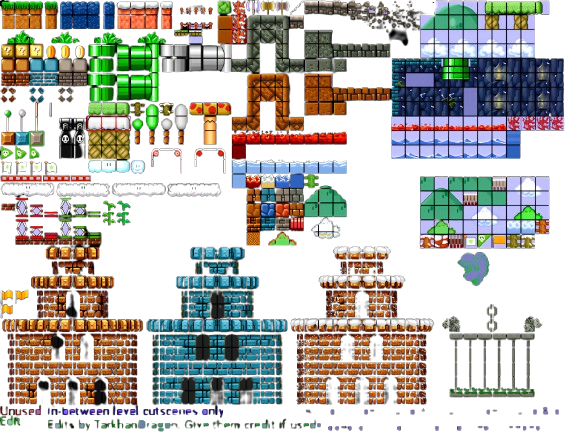 Unused In-between level cutscenes only
Edit Edits by TarkhanDragon. Give them credit if used.